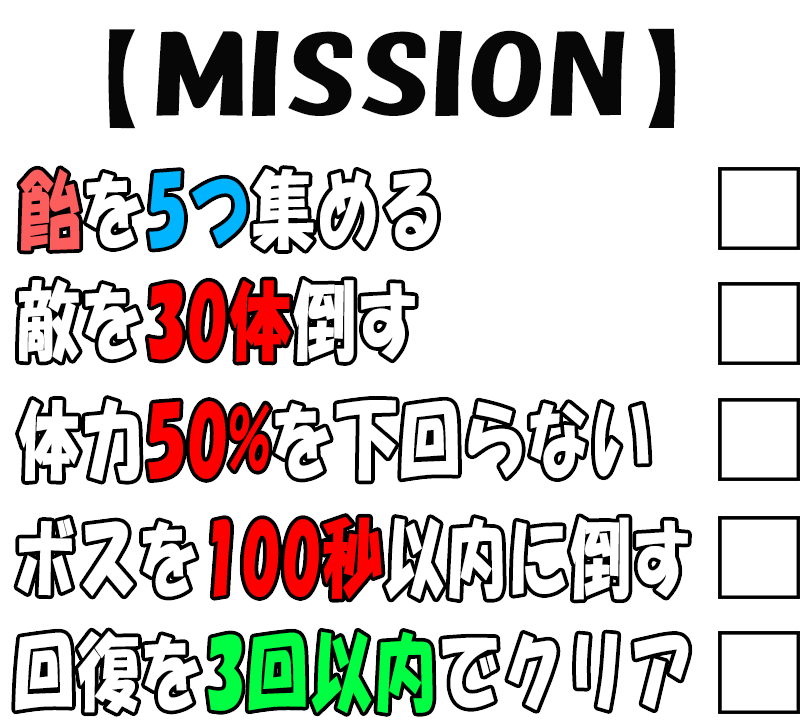 【MISSION】
飴を5つ集める
敵を30体倒す
体力50%を下回らない
ボスを100秒以内に倒す
回復を3回以内でクリア